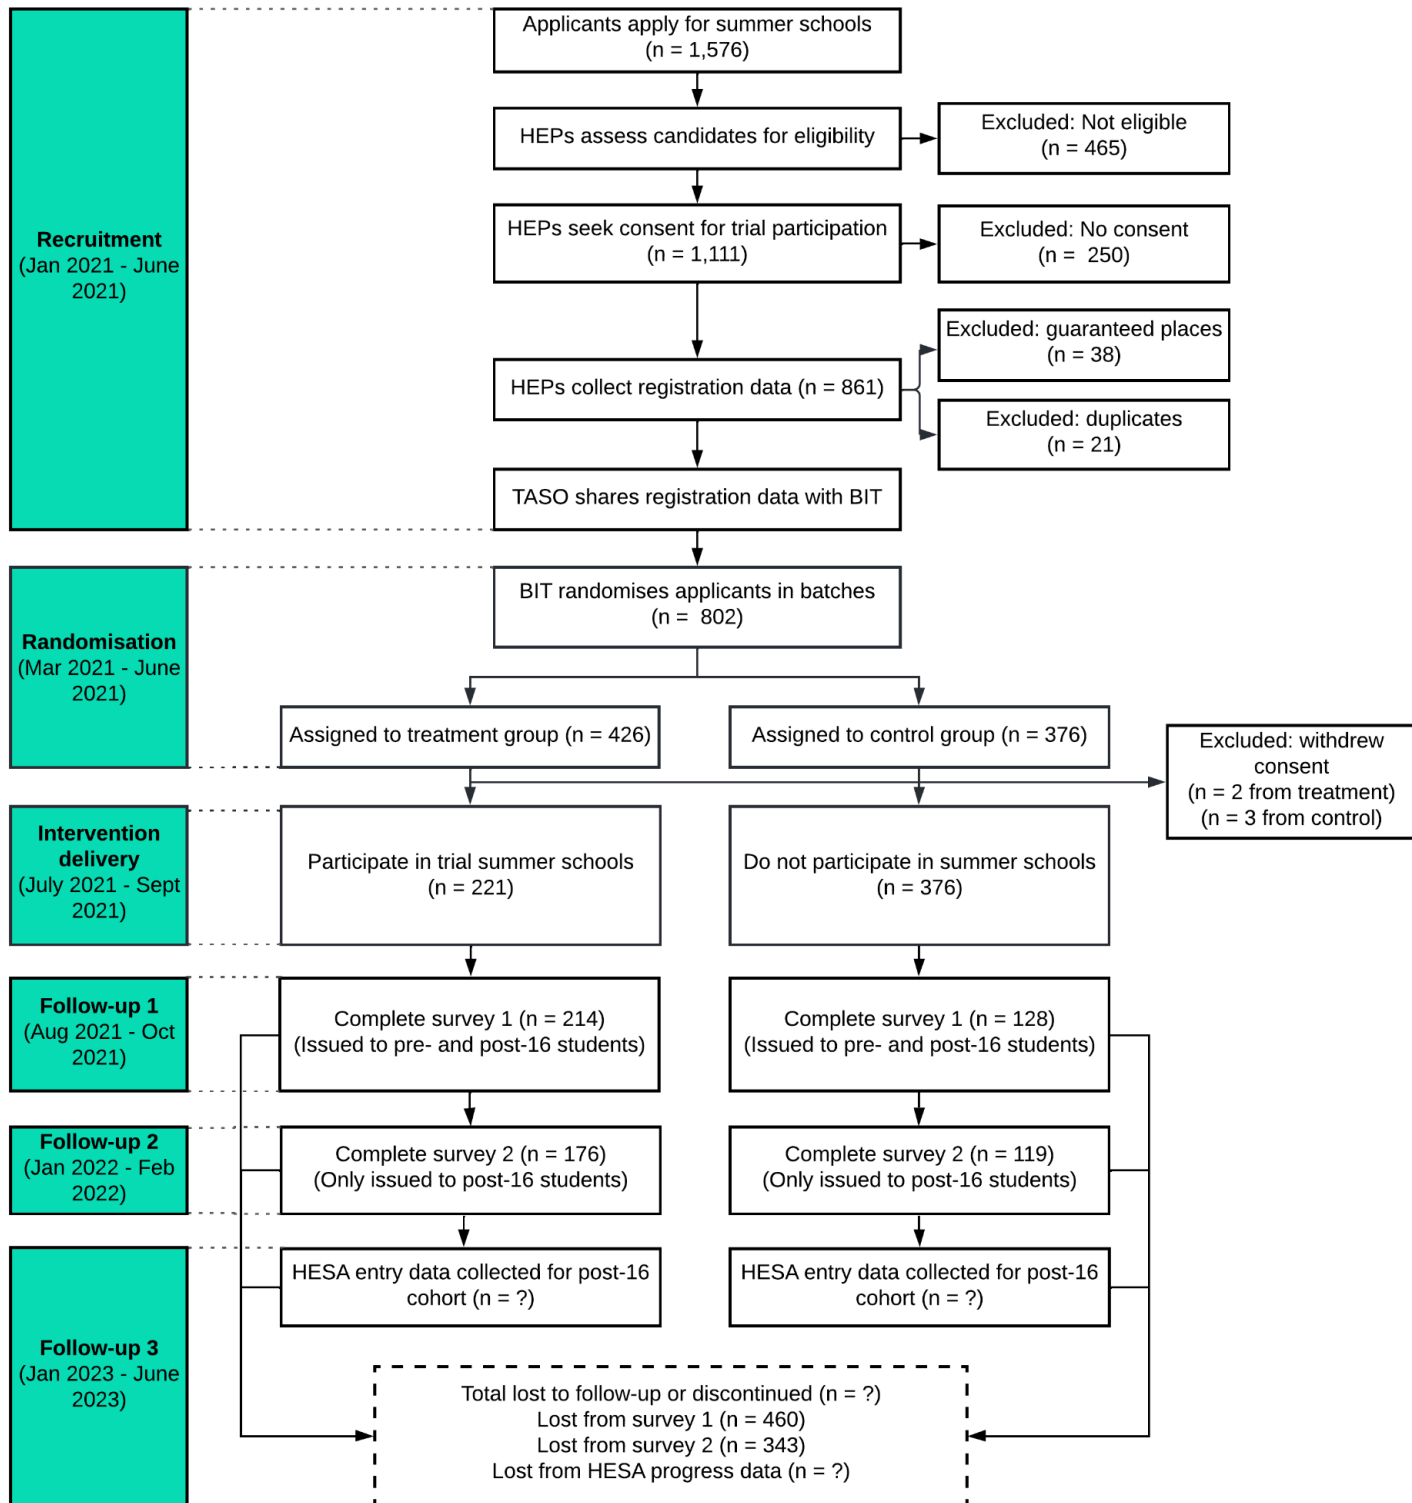 Applicants apply for summer schools
(n = 1,576)
HEPs assess candidates for eligibility
Excluded: Not eligible
(n = 465)
Recruitment
(Jan 2021 - June
2021)
HEPs seek consent for trial participation
(n = 1,111)
Excluded: No consent
(n =  250)
Excluded: guaranteed places
(n = 38)
HEPs collect registration data (n = 861)
Excluded: duplicates
(n = 21)
TASO shares registration data with BIT
BIT randomises applicants in batches
(n =  802)
Randomisation
(Mar 2021 - June
2021)
Assigned to treatment group (n = 426)
Assigned to control group (n = 376)
Excluded: withdrew
consent
(n = 2 from treatment)
(n = 3 from control)
Intervention
delivery
(July 2021 - Sept
2021)
Participate in trial summer schools
(n = 221)
Do not participate in summer schools
(n = 376)
Follow-up 1
(Aug 2021 - Oct
2021)
Complete survey 1 (n = 214)
(Issued to pre- and post-16 students)
Complete survey 1 (n = 128)
(Issued to pre- and post-16 students)
Follow-up 2
(Jan 2022 - Feb
2022)
Complete survey 2 (n = 176)
(Only issued to post-16 students)
Complete survey 2 (n = 119)
(Only issued to post-16 students)
HESA entry data collected for post-16
cohort (n = ?)
HESA entry data collected for post-16
cohort (n = ?)
Follow-up 3
(Jan 2023 - June
2023)
Total lost to follow-up or discontinued (n = ?)
Lost from survey 1 (n = 460)
Lost from survey 2 (n = 343)
Lost from HESA progress data (n = ?)